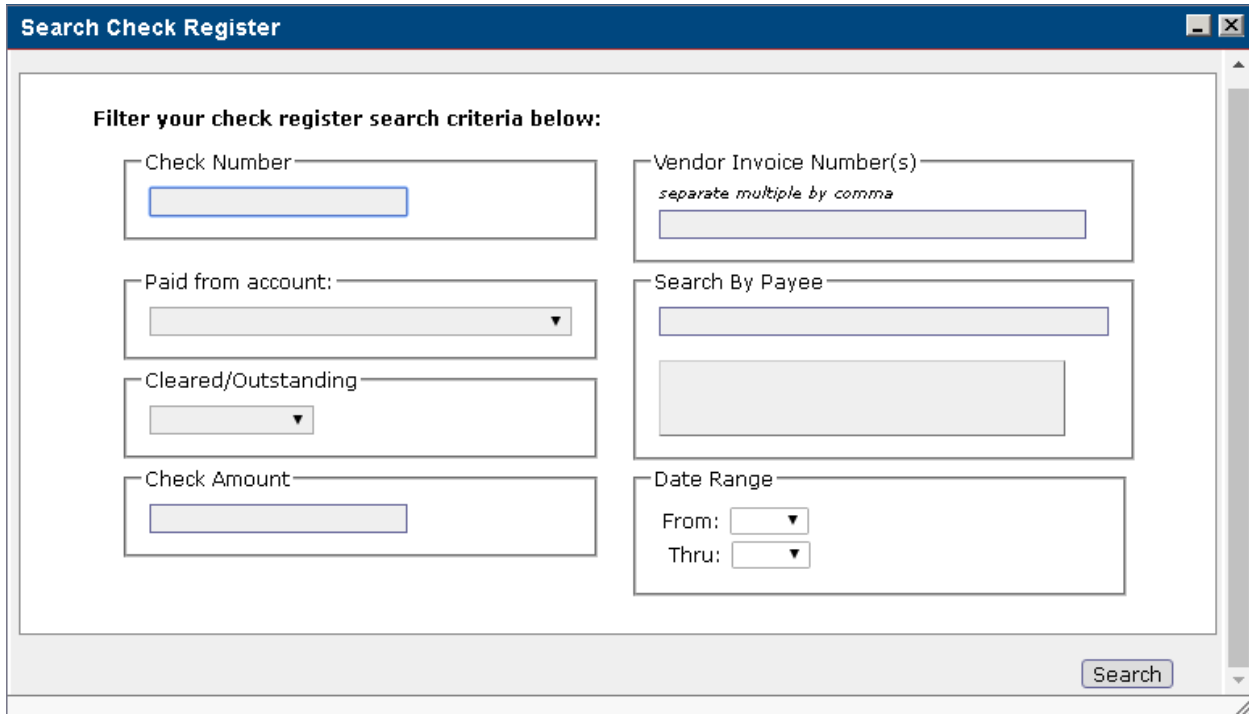 Search Check Register
Filter your check register search criteria below:
Check Number
Vendor Invoice Number(s)
separate multiple by comma
Paid from account:
Search By Payee
Cleared/Outstanding
Check Amount
Date Range
From:
Thru:
Search